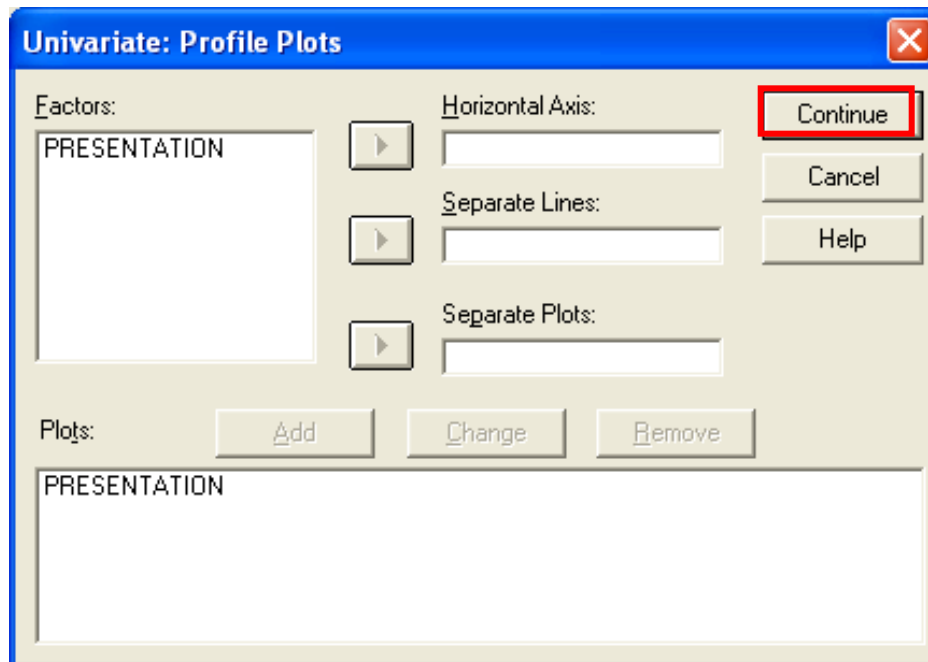 Univariate: Profile Plots
Factors:
PRESENTATION
Horizontal Axis:
Separate Lines:
Separate Plots:
Continue
Cancel
Help
Plots:
Add
Change
Remove
PRESENTATION